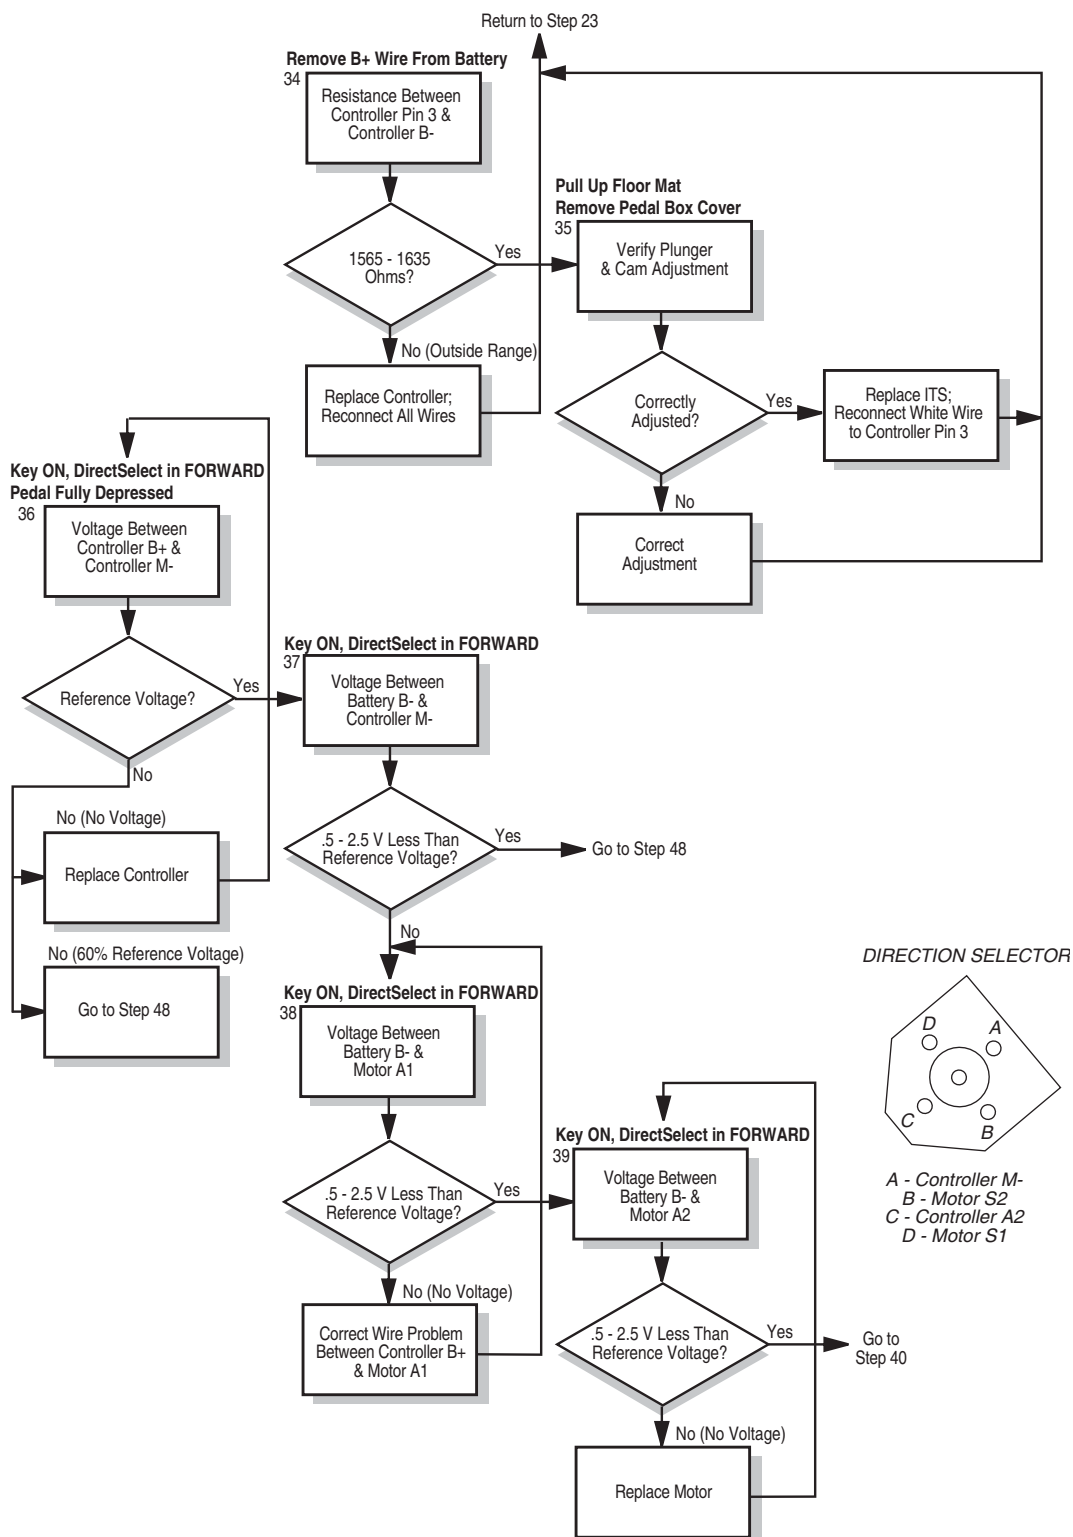 Return to Step 23
Remove B+ Wire From Battery
34
Resistance Between
Controller Pin 3 &
Controller B-
1565 - 1635
Ohms?
Yes
No (Outside Range)
Replace Controller;
Reconnect All Wires
Pull Up Floor Mat
Remove Pedal Box Cover
35
Verify Plunger
& Cam Adjustment
Correctly
Adjusted?
Yes
Replace ITS;
Reconnect White Wire
to Controller Pin 3
No
Correct
Adjustment
Key ON, DirectSelect in FORWARD
Pedal Fully Depressed
36
Voltage Between
Controller B+ &
Controller M-
Reference Voltage?
Yes
No
No (No Voltage)
Replace Controller
No (60% Reference Voltage)
Go to Step 48
Key ON, DirectSelect in FORWARD
37
Voltage Between
Battery B- &
Controller M-
.5 - 2.5 V Less Than
Reference Voltage?
Yes
Go to Step 48
No
Key ON, DirectSelect in FORWARD
38
Voltage Between
Battery B- &
Motor A1
.5 - 2.5 V Less Than
Reference Voltage?
Yes
No (No Voltage)
Correct Wire Problem
Between Controller B+
& Motor A1
Key ON, DirectSelect in FORWARD
39
Voltage Between
Battery B- &
Motor A2
.5 - 2.5 V Less Than
Reference Voltage?
Yes
Go to
Step 40
No (No Voltage)
Replace Motor
DIRECTION SELECTOR
D
A
C
B
A - Controller M-
B - Motor S2
C - Controller A2
D - Motor S1